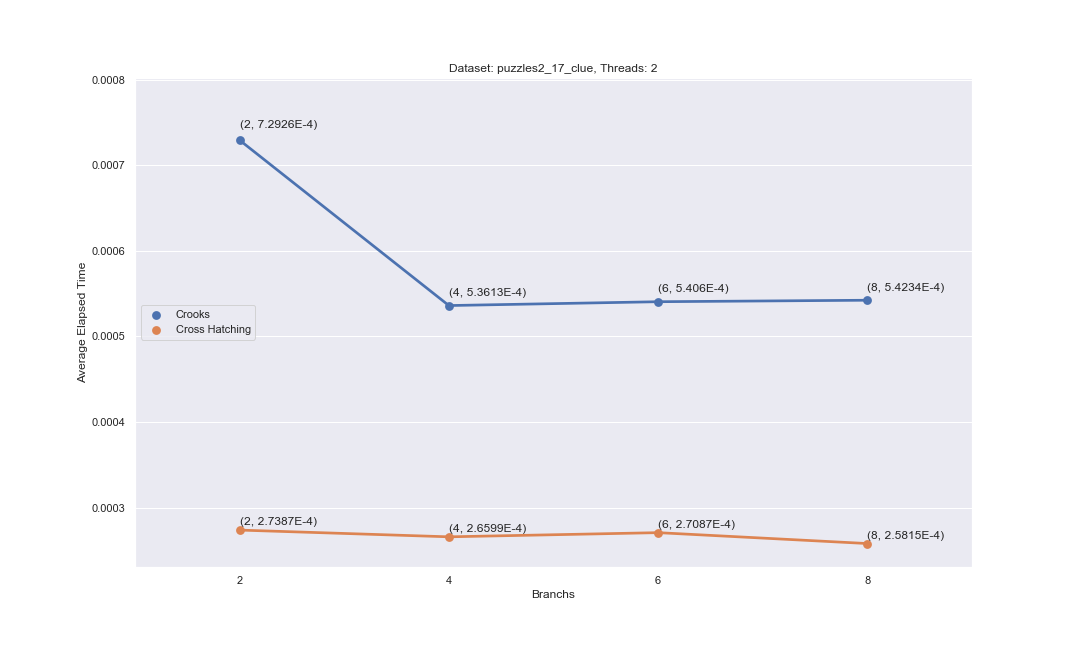 Dataset: puzzles2_17_clue, Threads: 2
0.0008
0.0007
0.0006
0.0005
0.0004
0.0003
Average Elapsed Time
(2, 7.2926E-4)
(4, 5.3613E-4)
(6, 5.406E-4)
(8, 5.4234E-4)
Crooks
Cross Hatching
(2, 2.7387E-4)
(4, 2.6599E-4)
(6, 2.7087E-4)
(8, 2.5815E-4)
2 4 6 8
Branchs